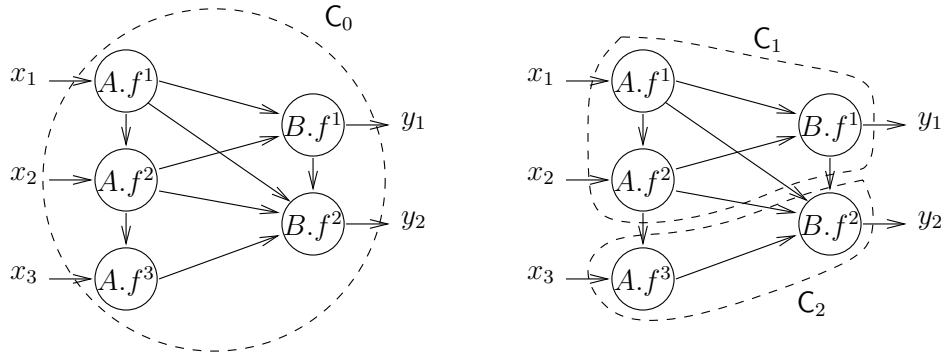 C₀
x₁ A.f¹
B.f¹ y₁
x₂ A.f²
B.f² y₂
x₃ A.f³
C₁
x₁ A.f¹
B.f¹ y₁
x₂ A.f²
B.f² y₂
x₃ A.f³
C₂